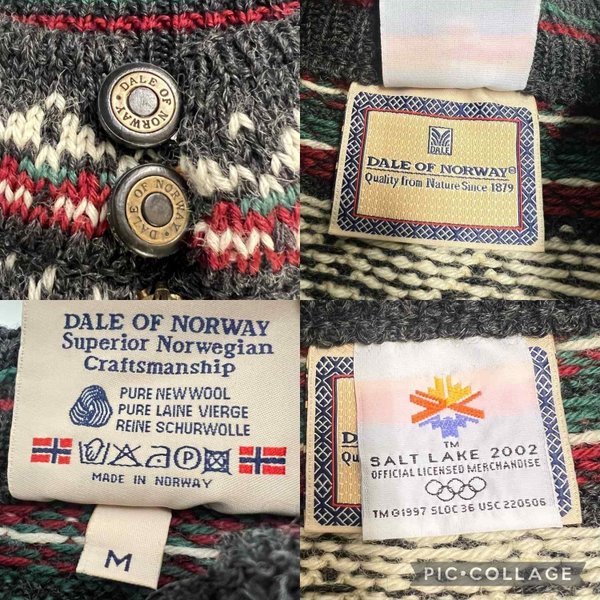 DALE OF NORWAY
DALE OF NORWAY
DALE
DALE OF NORWAY®
Quality from Nature Since 1879
DALE OF NORWAY
Superior Norwegian
Craftsmanship
PURE NEW WOOL
PURE LAINE VIERGE
REINE SCHURWOLLE
A P
MADE IN NORWAY
M
DALE
Qu
TM
SALT LAKE 2002
OFFICIAL LICENSED MERCHANDISE
TM © 1997 SLOC 36 USC 220506
PIC•COLLAGE